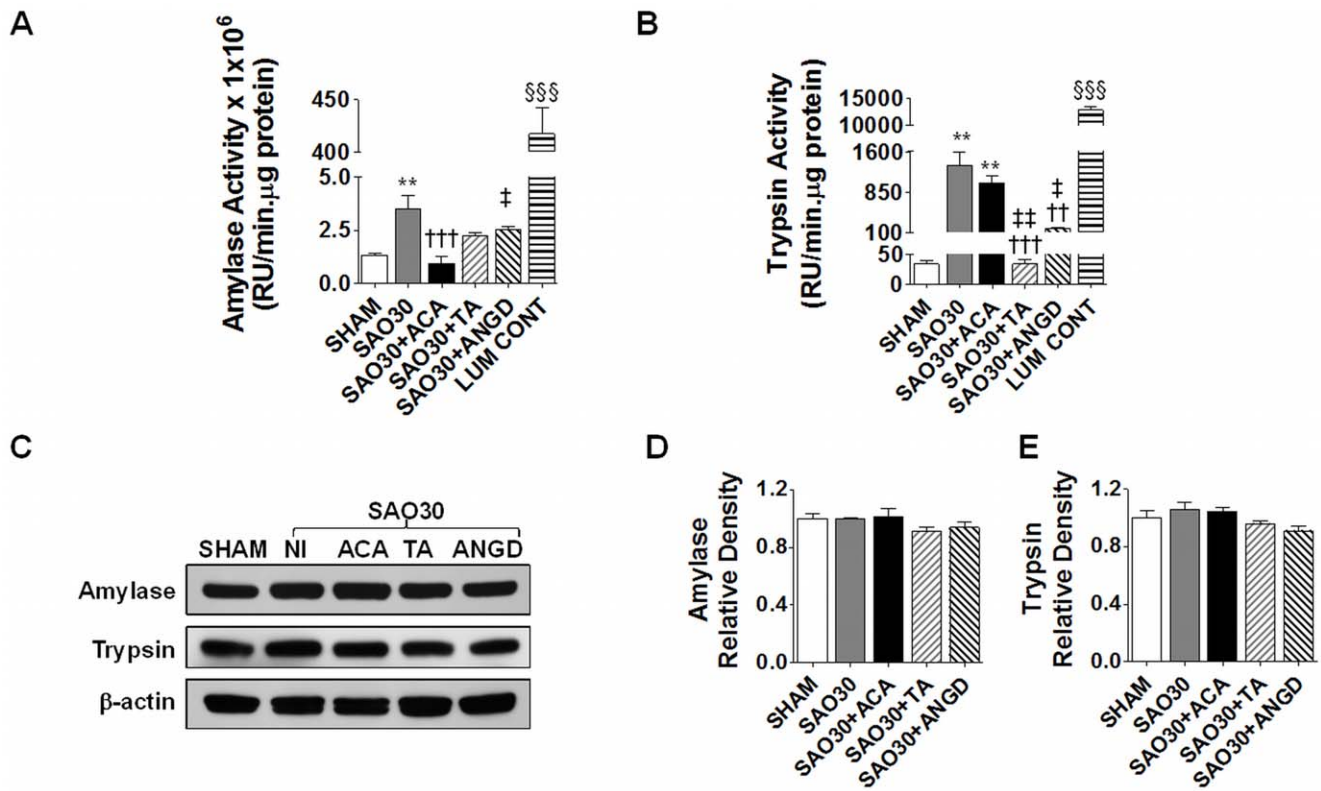 A
Amylase Activity x 1x10⁶
(RU/min.μg protein)
450
400
5.0
2.5
0.0
**
†††
‡
§§§
SHAM
SAO30
SAO30+ACA
SAO30+TA
SAO30+ANGD
LUM CONT
B
Trypsin Activity
(RU/min.μg protein)
15000
10000
1600
850
100
50
0
**
**
‡‡
†††
‡
††
§§§
SHAM
SAO30
SAO30+ACA
SAO30+TA
SAO30+ANGD
LUM CONT
C
SAO30
SHAM NI ACA TA ANGD
Amylase
Trypsin
β-actin
D
Amylase
Relative Density
1.2
0.8
0.4
0.0
SHAM
SAO30
SAO30+ACA
SAO30+TA
SAO30+ANGD
E
Trypsin
Relative Density
1.2
0.8
0.4
0.0
SHAM
SAO30
SAO30+ACA
SAO30+TA
SAO30+ANGD